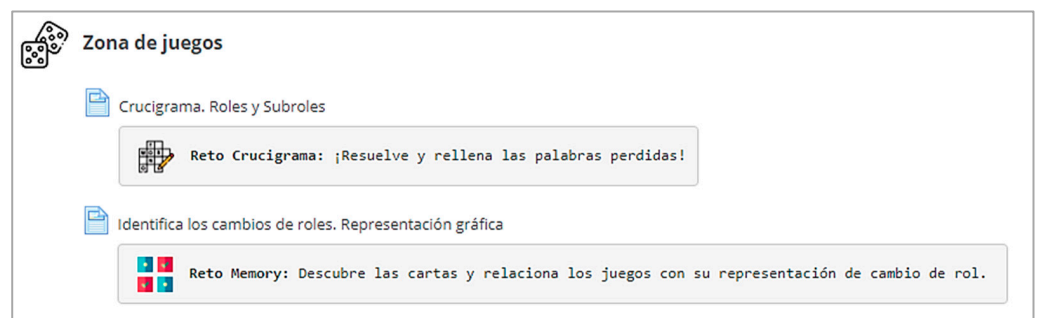 Zona de juegos
Crucigrama. Roles y Subroles
Reto Crucigrama: ¡Resuelve y rellena las palabras perdidas!
Identifica los cambios de roles. Representación gráfica
Reto Memory: Descubre las cartas y relaciona los juegos con su representación de cambio de rol.